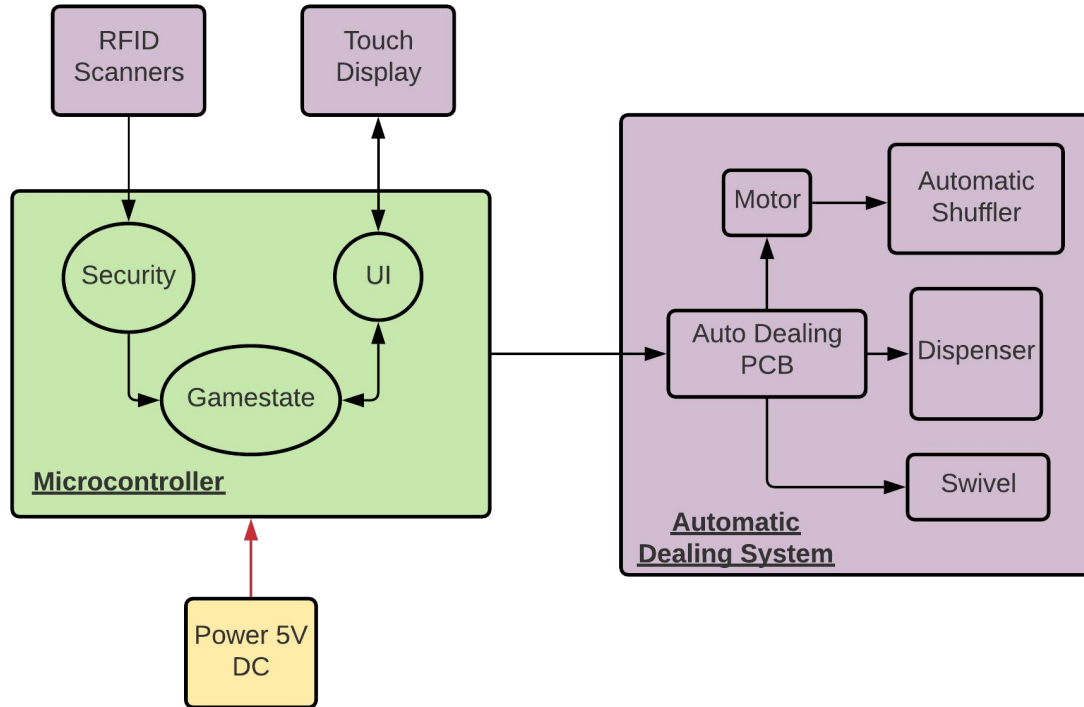 RFID
Scanners
Touch
Display
Security
UI
Gamestate
Microcontroller
Power 5V
DC
Motor
Automatic
Shuffler
Auto Dealing
PCB
Dispenser
Swivel
Automatic
Dealing System